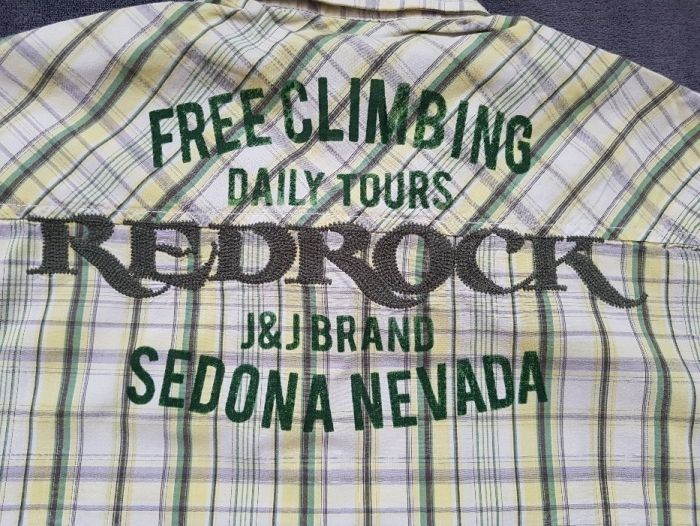 FREE CLIMBING
DAILY TOURS
REDROCK
J&J BRAND
SEDONA NEVADA